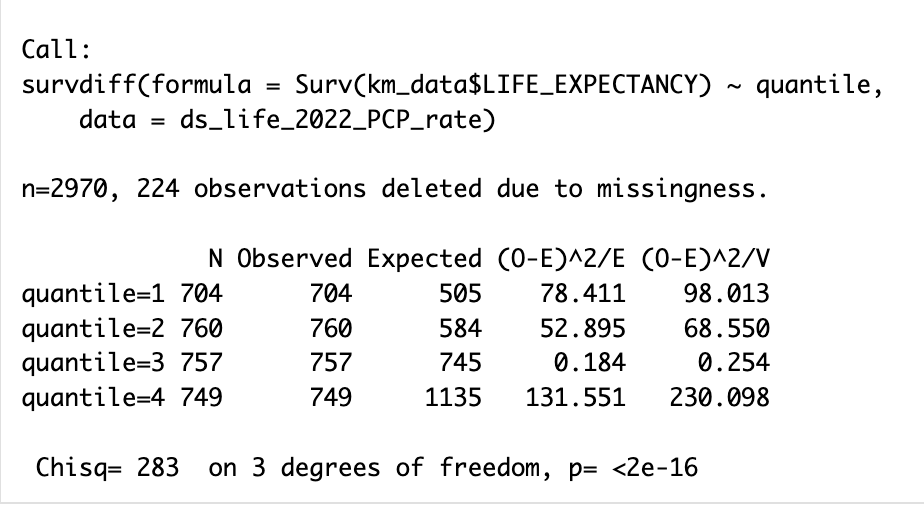 Call:
survdiff(formula = Surv(km_data$LIFE_EXPECTANCY) ~ quantile,
    data = ds_life_2022_PCP_rate)
n=2970, 224 observations deleted due to missingness.
             N Observed Expected (O-E)^2/E (O-E)^2/V
quantile=1 704      704      505    78.411    98.013
quantile=2 760      760      584    52.895    68.550
quantile=3 757      757      745     0.184     0.254
quantile=4 749      749     1135   131.551   230.098
 Chisq= 283  on 3 degrees of freedom, p= <2e-16